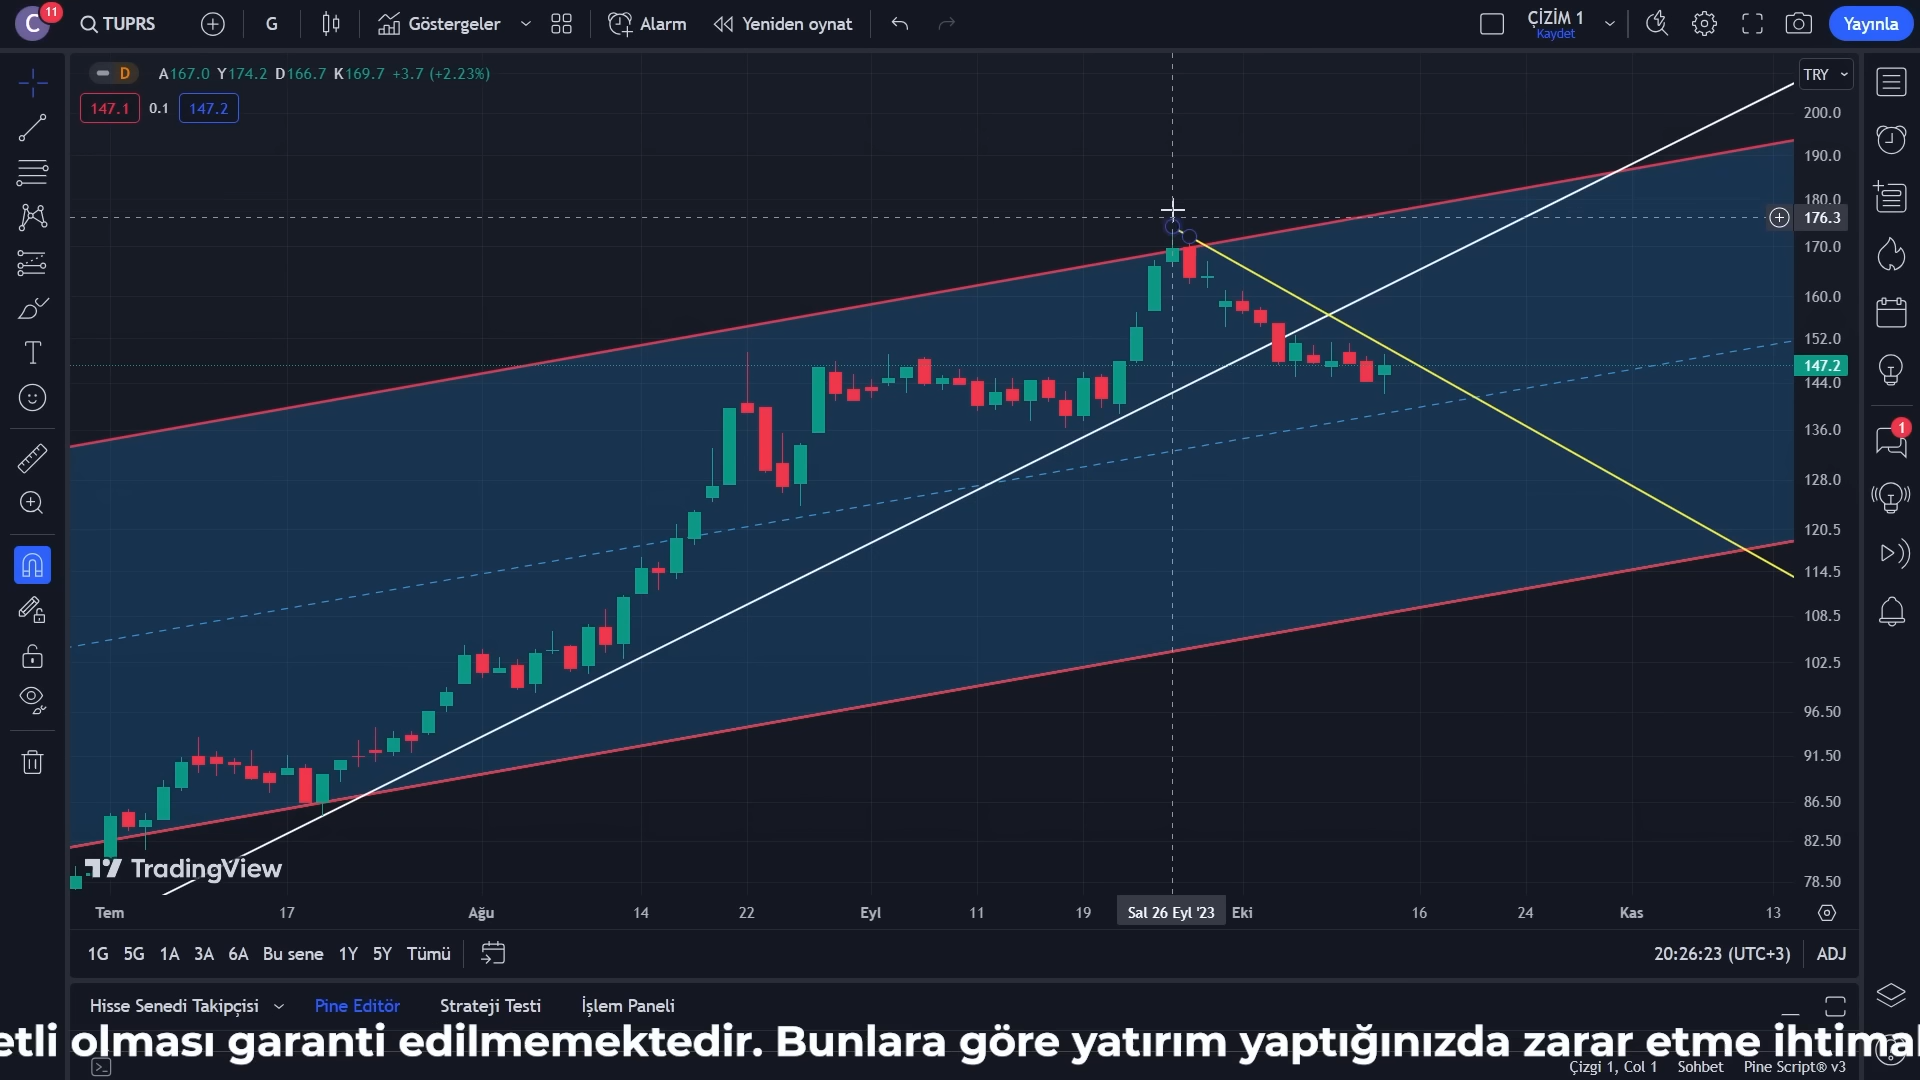 C 11 TUPRS G Göstergeler Alarm Yeniden oynat ÇİZİM 1 Yayınla
Kaydet
D A167.0 Y174.2 D166.7 K169.7 +3.7 (+2.23%) TRY
147.1 0.1 147.2
200.0
190.0
180.0
176.3
170.0
160.0
152.0
147.2
144.0
136.0
128.0
120.5
114.5
108.5
102.5
96.50
91.50
86.50
82.50
78.50
1
TradingView
Tem 17 Ağu 14 22 Eyl 11 19 Sal 26 Eyl '23 Eki 16 24 Kas 13
1G 5G 1A 3A 6A Bu sene 1Y 5Y Tümü 20:26:23 (UTC+3) ADJ
Hisse Senedi Takipçisi Pine Editör Strateji Testi İşlem Paneli
etli olması garanti edilmemektedir. Bunlara göre yatırım yaptığınızda zarar etme ihtimal
Çizgi 1, Col 1 Sohbet Pine Script® v3